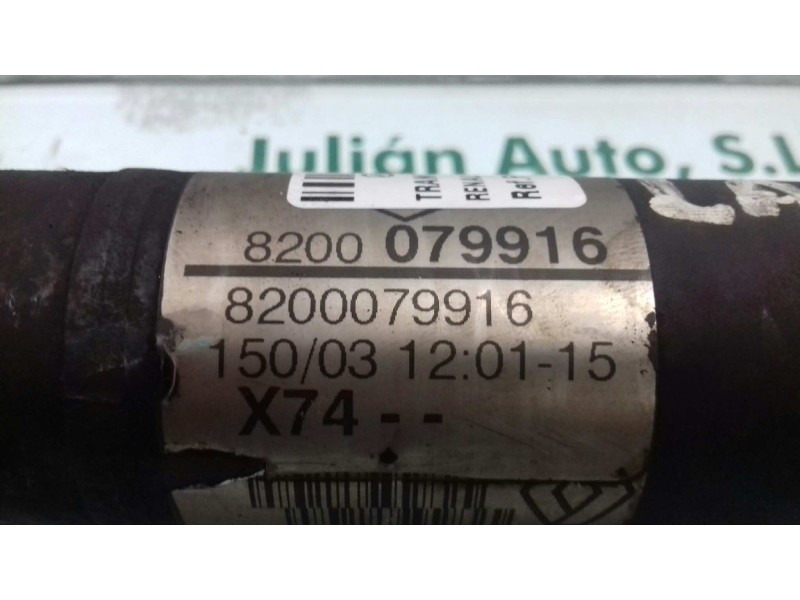 Julián Auto, S.L
8200 079916
8200079916
150/03 12:01-15
X74 - -